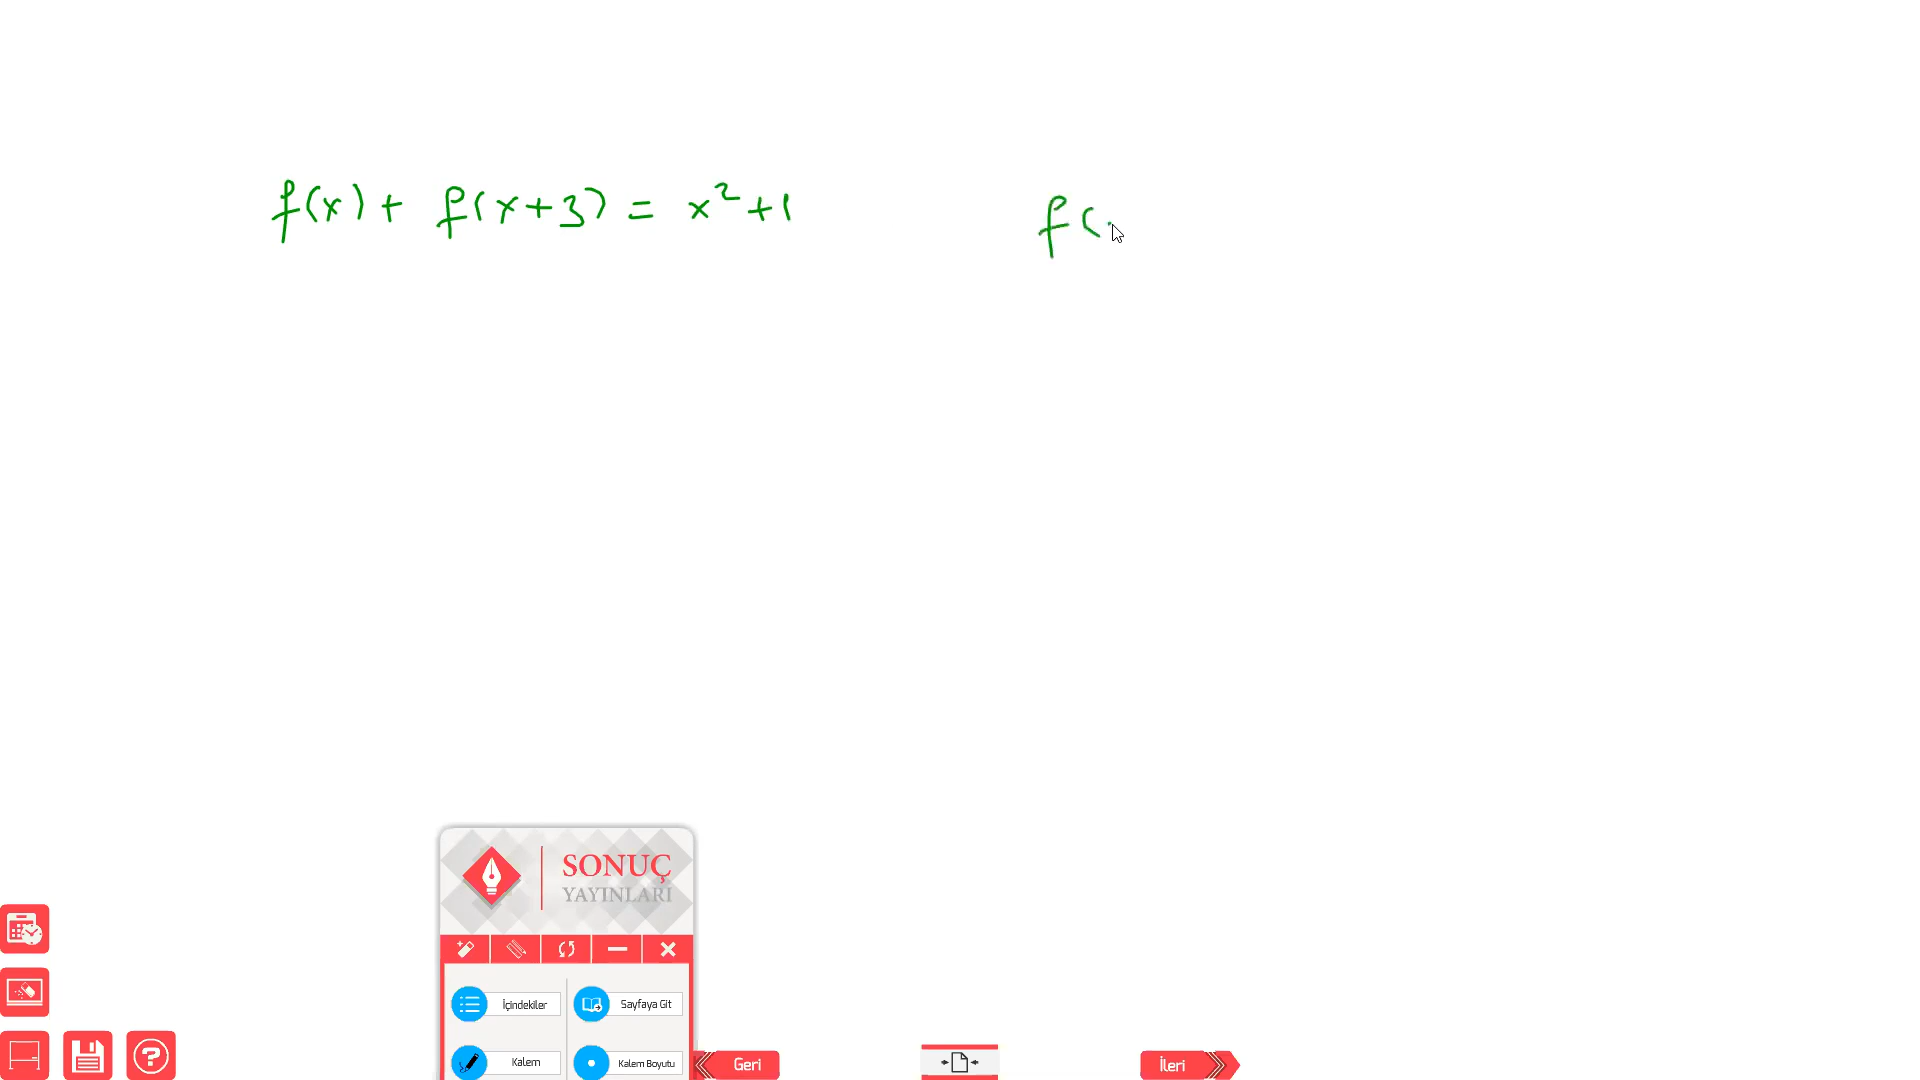 f(x) + f(x+3) = x²+1
f(
SONUÇ
YAYINLARI
İçindekiler
Sayfaya Git
Kalem
Kalem Boyutu
Geri
İleri